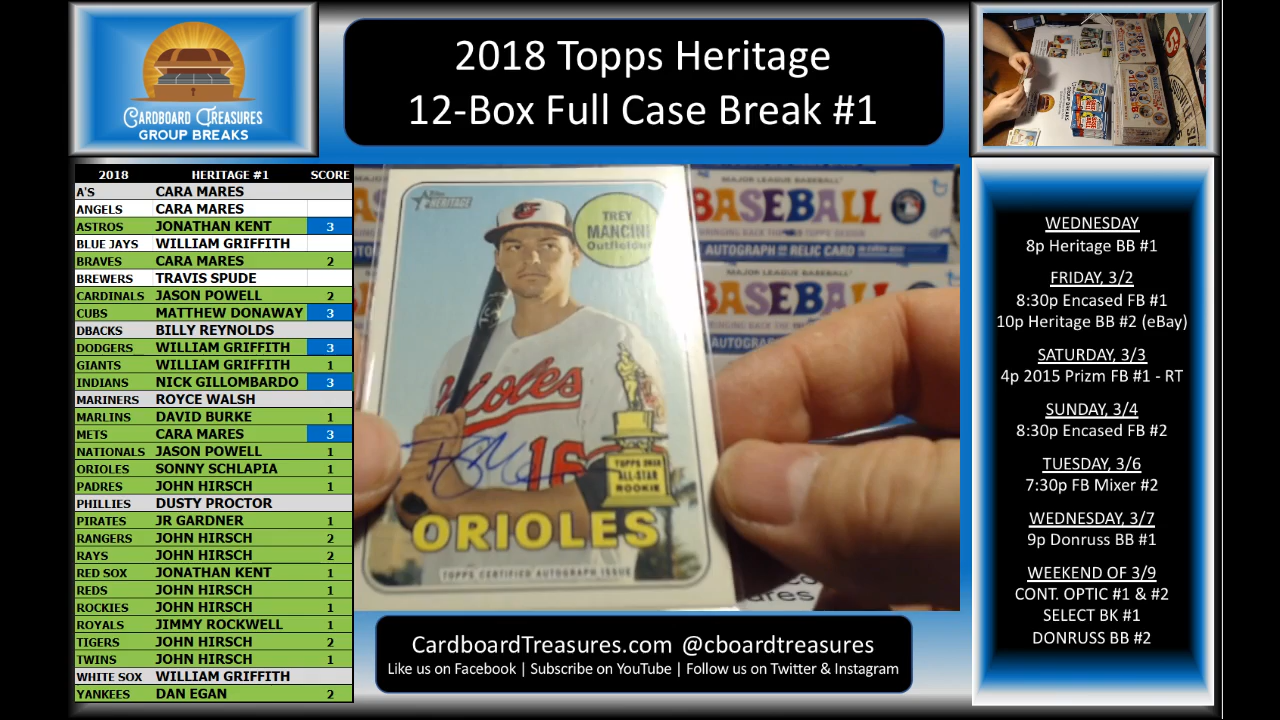 CARDBOARD TREASURES
GROUP BREAKS
2018 Topps Heritage
12-Box Full Case Break #1
2018 HERITAGE #1 SCORE
A'S CARA MARES
ANGELS CARA MARES
ASTROS JONATHAN KENT 3
BLUE JAYS WILLIAM GRIFFITH
BRAVES CARA MARES 2
BREWERS TRAVIS SPUDE
CARDINALS JASON POWELL 2
CUBS MATTHEW DONAWAY 3
DBACKS BILLY REYNOLDS
DODGERS WILLIAM GRIFFITH 3
GIANTS WILLIAM GRIFFITH 1
INDIANS NICK GILLOMBARDO 3
MARINERS ROYCE WALSH
MARLINS DAVID BURKE 1
METS CARA MARES 3
NATIONALS JASON POWELL 1
ORIOLES SONNY SCHLAPIA 1
PADRES JOHN HIRSCH 1
PHILLIES DUSTY PROCTOR
PIRATES JR GARDNER 1
RANGERS JOHN HIRSCH 2
RAYS JOHN HIRSCH 2
RED SOX JONATHAN KENT 1
REDS JOHN HIRSCH 1
ROCKIES JOHN HIRSCH 1
ROYALS JIMMY ROCKWELL 1
TIGERS JOHN HIRSCH 2
TWINS JOHN HIRSCH 1
WHITE SOX WILLIAM GRIFFITH
YANKEES DAN EGAN 2
HERITAGE
TREY
MANCINI
Outfielder
Orioles
16
TOPPS 2018
ALL-STAR
ROOKIE
ORIOLES
TOPPS CERTIFIED AUTOGRAPH ISSUE
MAJOR LEAGUE BASEBALL
BASEBALL
AUTOGRAPH OR RELIC CARD
MAJOR LEAGUE BASEBALL
BASEBALL
AUTOGRAPH
CardboardTreasures.com @cboardtreasures
Like us on Facebook | Subscribe on YouTube | Follow us on Twitter & Instagram
WEDNESDAY
8p Heritage BB #1
FRIDAY, 3/2
8:30p Encased FB #1
10p Heritage BB #2 (eBay)
SATURDAY, 3/3
4p 2015 Prizm FB #1 - RT
SUNDAY, 3/4
8:30p Encased FB #2
TUESDAY, 3/6
7:30p FB Mixer #2
WEDNESDAY, 3/7
9p Donruss BB #1
WEEKEND OF 3/9
CONT. OPTIC #1 & #2
SELECT BK #1
DONRUSS BB #2